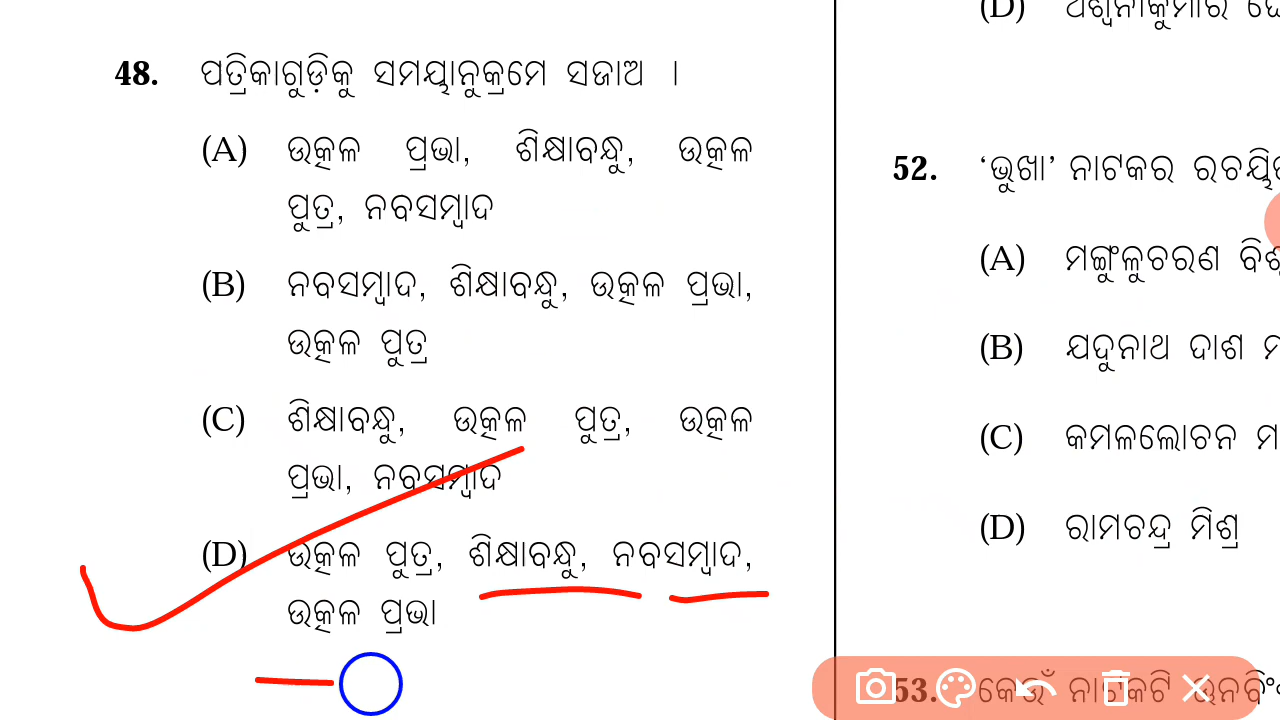 48. ପତ୍ରିକାଗୁଡ଼ିକୁ ସମୟାନୁକ୍ରମେ ସଜାଅ ।
(A) ଉତ୍କଳ ପ୍ରଭା, ଶିକ୍ଷାବନ୍ଧୁ, ଉତ୍କଳ
ପୁତ୍ର, ନବସମ୍ବାଦ
(B) ନବସମ୍ବାଦ, ଶିକ୍ଷାବନ୍ଧୁ, ଉତ୍କଳ ପ୍ରଭା,
ଉତ୍କଳ ପୁତ୍ର
(C) ଶିକ୍ଷାବନ୍ଧୁ, ଉତ୍କଳ ପୁତ୍ର, ଉତ୍କଳ
ପ୍ରଭା, ନବସମ୍ବାଦ
(D) ଉତ୍କଳ ପୁତ୍ର, ଶିକ୍ଷାବନ୍ଧୁ, ନବସମ୍ବାଦ,
ଉତ୍କଳ ପ୍ରଭା
(D) ଅଶ୍ୱିନୀକୁମାର
52. ‘ଭୁଖା’ ନାଟକର
(A) ମଙ୍ଗୁଳୁଚରଣ
(B) ଯଦୁନାଥ ଦାଶ
(C) କମଳଲୋଚନ
(D) ରାମଚନ୍ଦ୍ର ମିଶ୍ର
53. କେଉଁ ନାଟକଟି